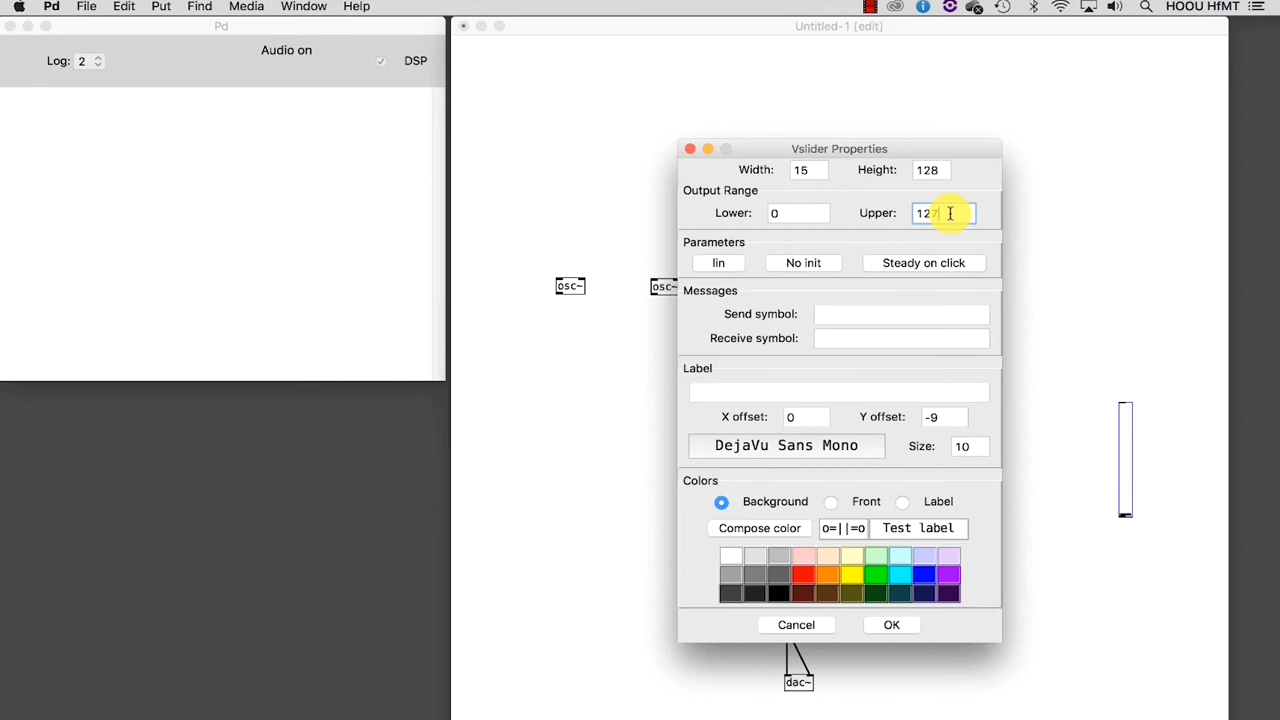 Pd File Edit Put Find Media Window Help HOOU HfMT
Pd
Untitled-1 [edit]
Audio on
Log: 2 DSP
Vslider Properties
Width: 15 Height: 128
Output Range
Lower: 0 Upper: 127
Parameters
lin No init Steady on click
osc~ osc~
Messages
Send symbol:
Receive symbol:
Label
X offset: 0 Y offset: -9
DejaVu Sans Mono Size: 10
Colors
Background Front Label
Compose color o=||=o Test label
Cancel OK
dac~